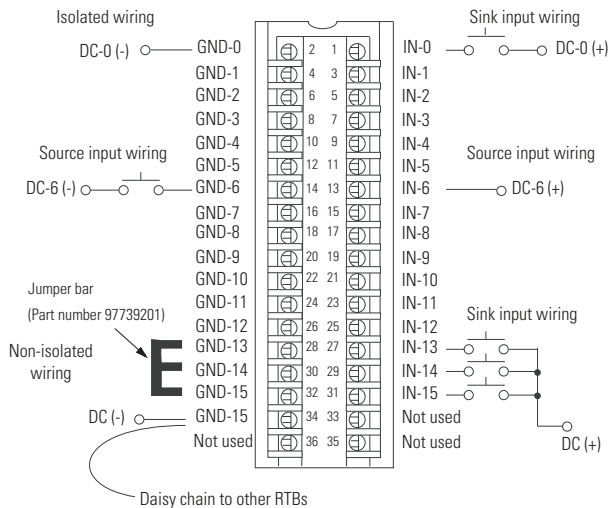 Isolated wiring
Sink input wiring
DC-0 (-) GND-0 2 1 IN-0 DC-0 (+)
GND-1 4 3 IN-1
GND-2 6 5 IN-2
GND-3 8 7 IN-3
GND-4 10 9 IN-4
Source input wiring GND-5 12 11 IN-5 Source input wiring
DC-6 (-) GND-6 14 13 IN-6 DC-6 (+)
GND-7 16 15 IN-7
GND-8 18 17 IN-8
GND-9 20 19 IN-9
GND-10 22 21 IN-10
Jumper bar
(Part number 97739201)
GND-11 24 23 IN-11
GND-12 26 25 IN-12
Sink input wiring
Non-isolated
wiring
GND-13 28 27 IN-13
GND-14 30 29 IN-14
GND-15 32 31 IN-15
DC (-) GND-15 34 33 Not used
Not used 36 35 Not used
DC (+)
Daisy chain to other RTBs